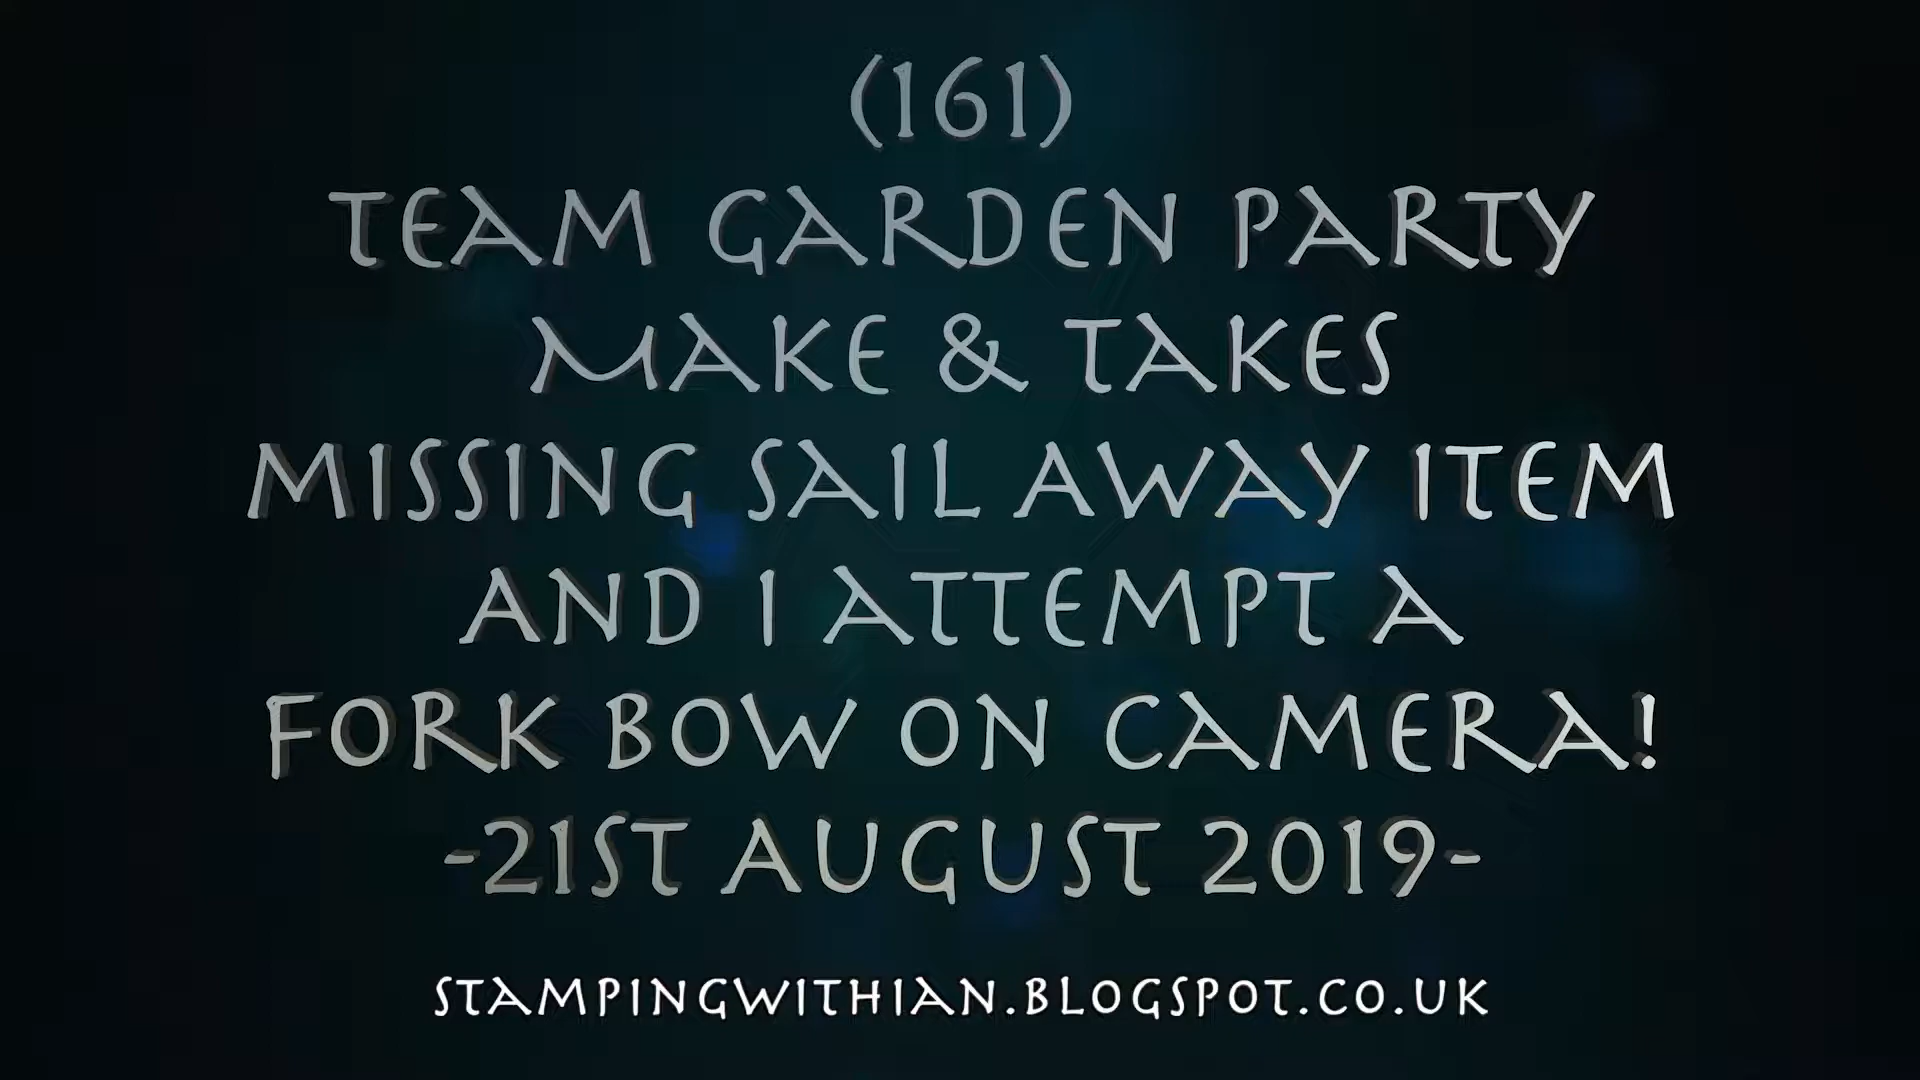 (161)
TEAM GARDEN PARTY
MAKE & TAKES
MISSING SAIL AWAY ITEM
AND I ATTEMPT A
FORK BOW ON CAMERA!
-21ST AUGUST 2019-
STAMPINGWITHIAN.BLOGSPOT.CO.UK